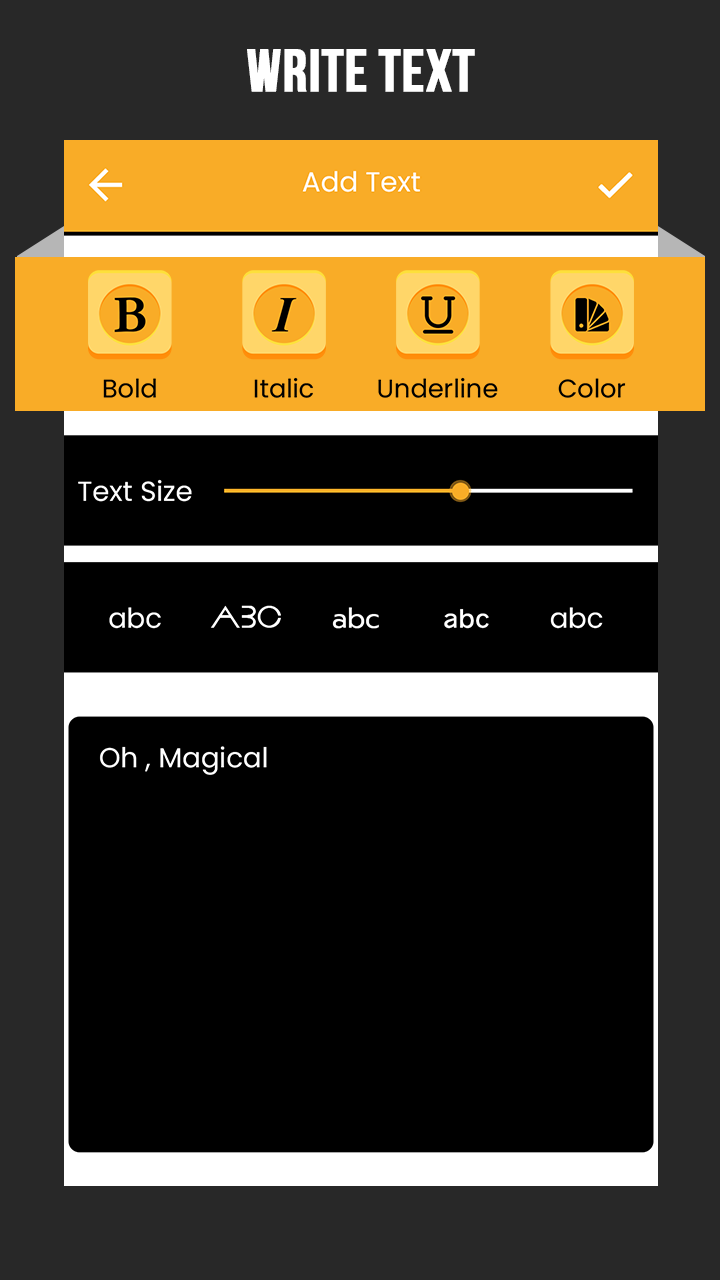 WRITE TEXT
Add Text
B I U
Bold Italic Underline Color
Text Size
abc ABC abc abc abc
Oh , Magical